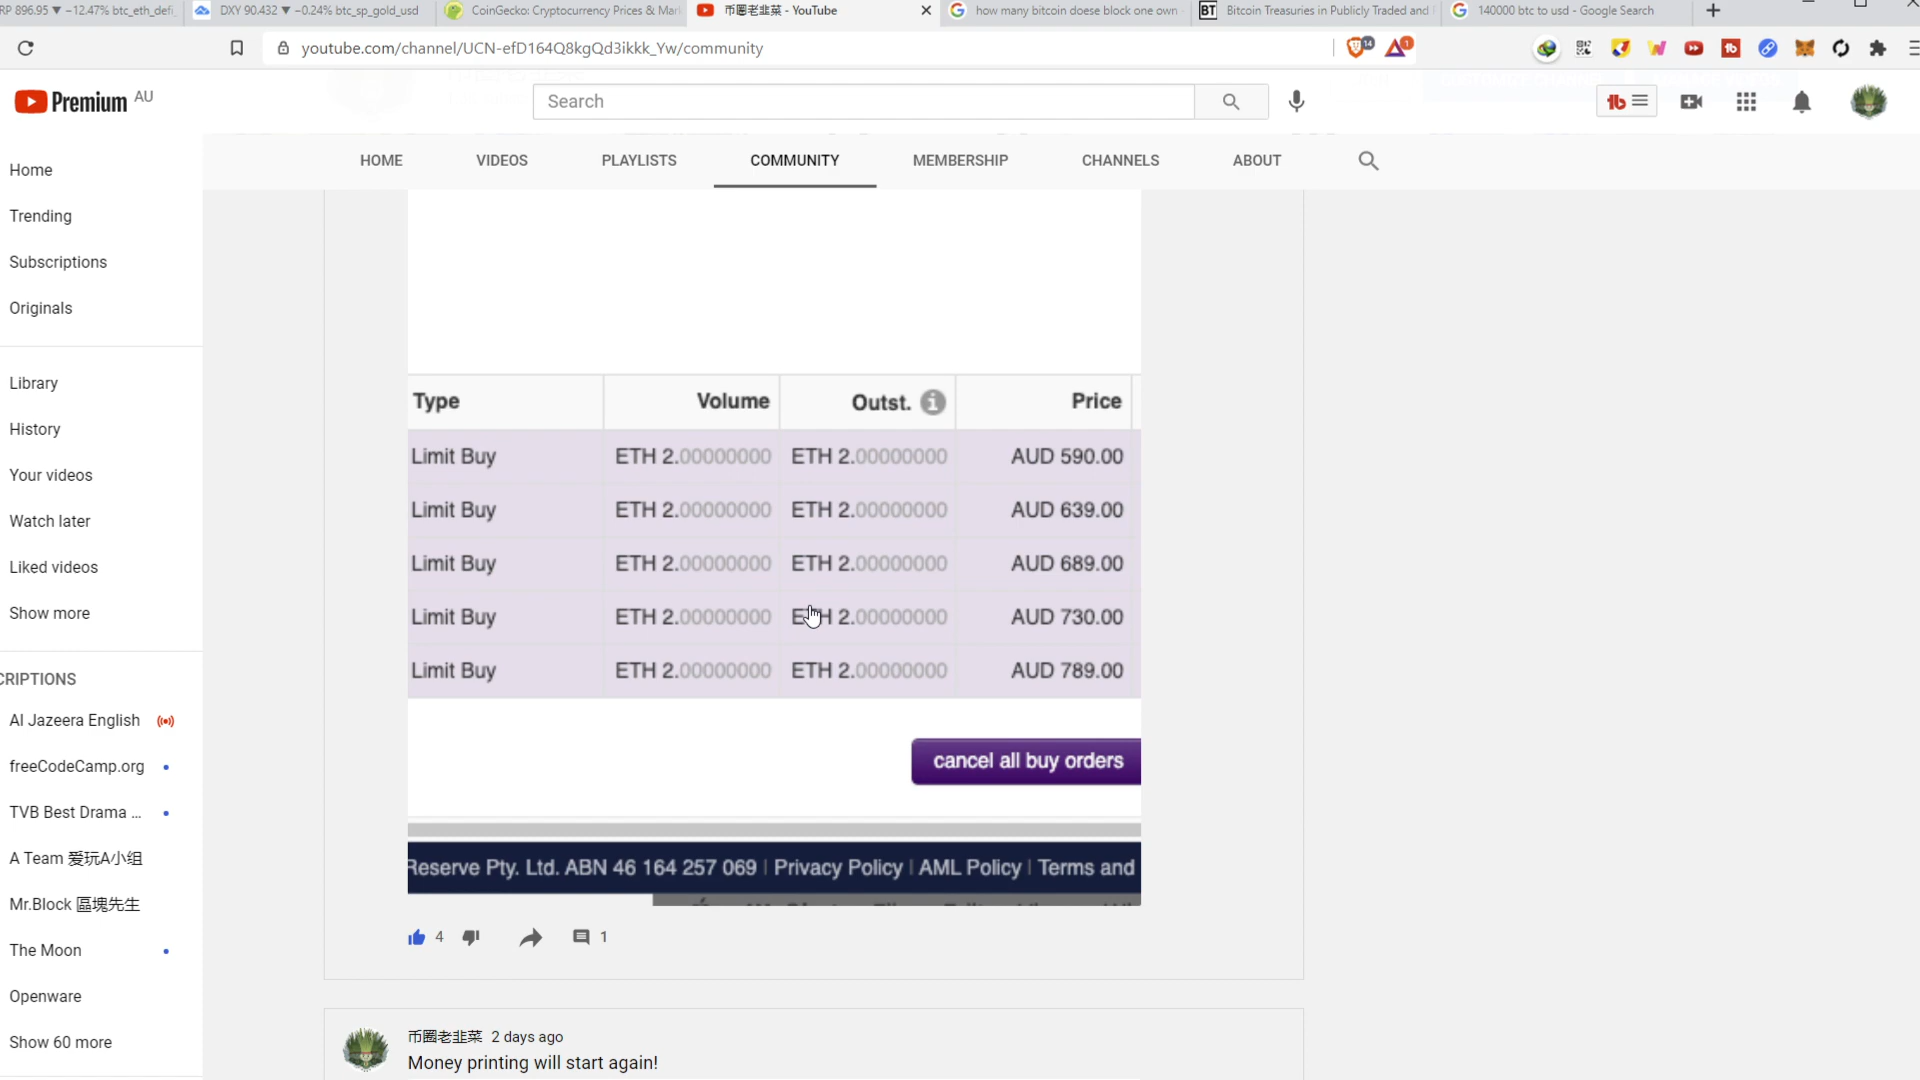 RP 896.95 ▼ −12.47% btc_eth_defi_
DXY 90.432 ▼ −0.24% btc_sp_gold_usd
CoinGecko: Cryptocurrency Prices & Mar
币圈老韭菜 - YouTube
how many bitcoin doese block one own
BT Bitcoin Treasuries in Publicly Traded and
140000 btc to usd - Google Search
youtube.com/channel/UCN-efD164Q8kgQd3ikkk_Yw/community
14
1
Premium AU
Search
HOME VIDEOS PLAYLISTS COMMUNITY MEMBERSHIP CHANNELS ABOUT
Home
Trending
Subscriptions
Originals
Library
History
Your videos
Watch later
Liked videos
Show more
CRIPTIONS
Al Jazeera English
freeCodeCamp.org
TVB Best Drama ...
A Team 爱玩A小组
Mr.Block 區塊先生
The Moon
Openware
Show 60 more
Type Volume Outst. Price
Limit Buy ETH 2.00000000 ETH 2.00000000 AUD 590.00
Limit Buy ETH 2.00000000 ETH 2.00000000 AUD 639.00
Limit Buy ETH 2.00000000 ETH 2.00000000 AUD 689.00
Limit Buy ETH 2.00000000 ETH 2.00000000 AUD 730.00
Limit Buy ETH 2.00000000 ETH 2.00000000 AUD 789.00
cancel all buy orders
Reserve Pty. Ltd. ABN 46 164 257 069 | Privacy Policy | AML Policy | Terms and
4
1
币圈老韭菜 2 days ago
Money printing will start again!